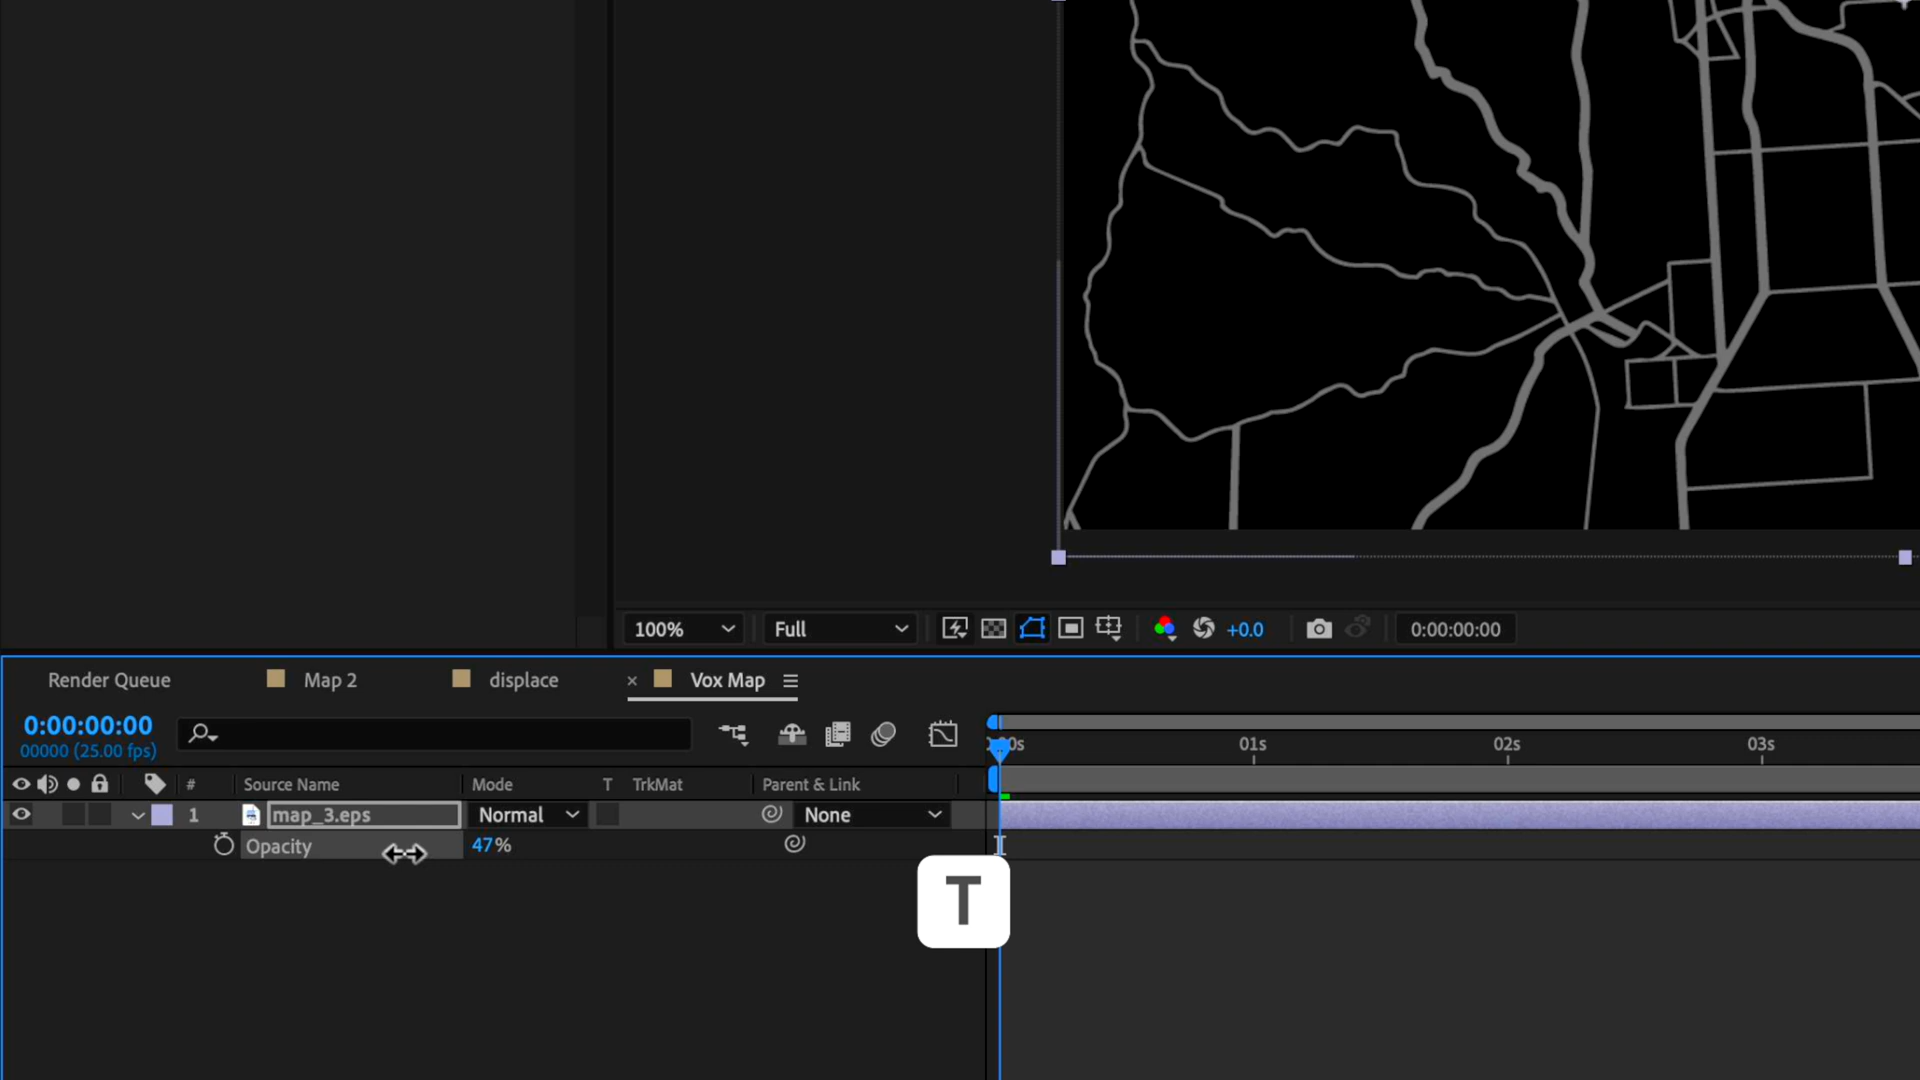 100%
Full
+0.0
0:00:00:00
Render Queue
Map 2
displace
× Vox Map
0:00:00:00
00000 (25.00 fps)
01s
02s
03s
#
Source Name
Mode
T
TrkMat
Parent & Link
1
map_3.eps
Normal
None
Opacity
47%
T